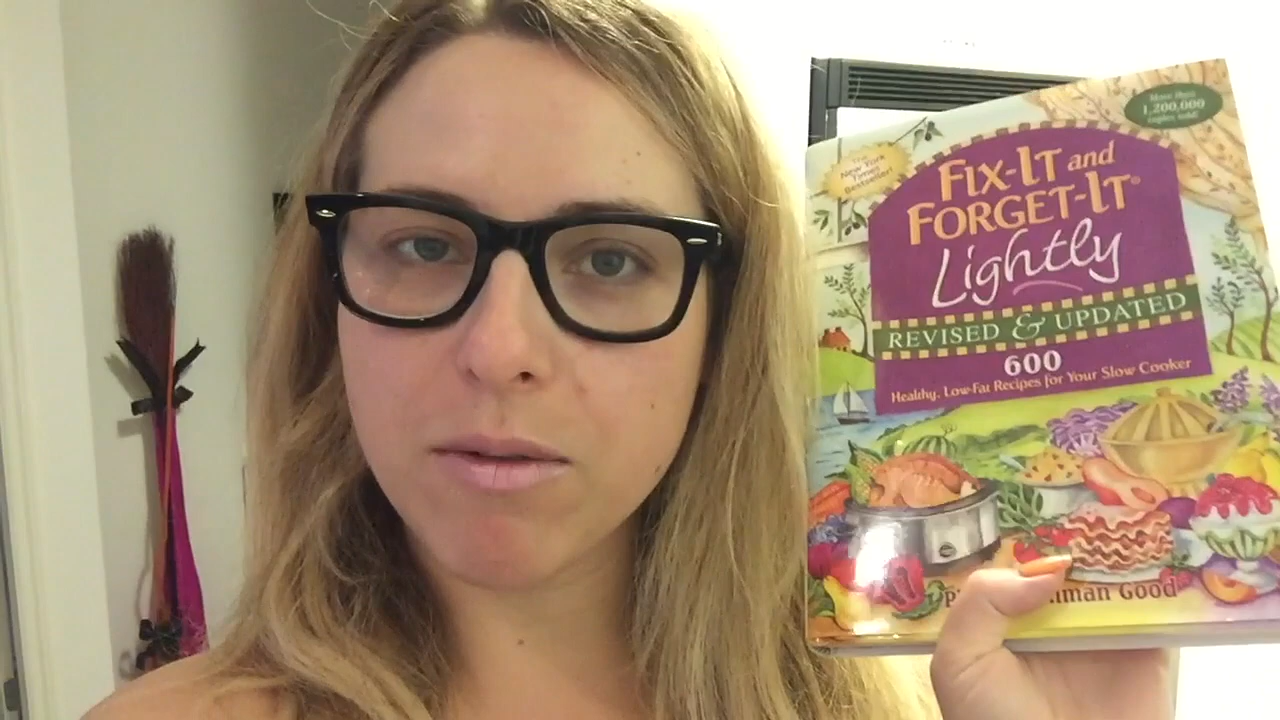 More than
1,200,000
copies sold!
The
New York
Times
Bestseller!
FIX-IT and
FORGET-IT®
Lightly
REVISED & UPDATED
600
Healthy, Low-Fat Recipes for Your Slow Cooker
Good